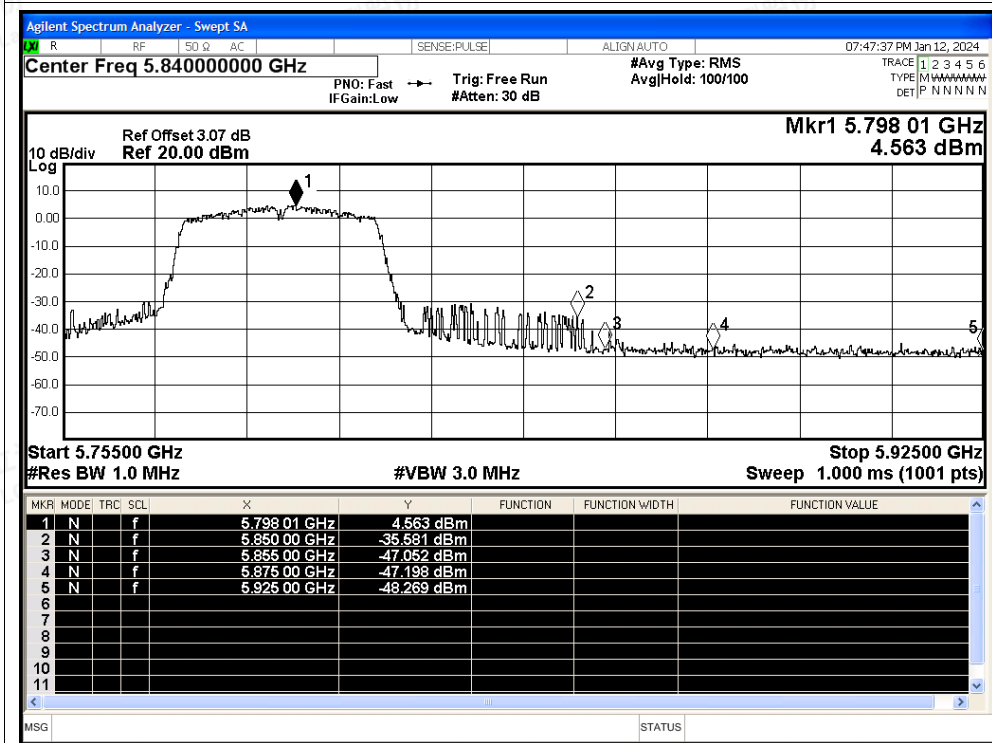 Agilent Spectrum Analyzer - Swept SA
LXI R RF 50 Ω AC SENSE:PULSE ALIGN AUTO 07:47:37 PM Jan 12, 2024
Center Freq 5.840000000 GHz #Avg Type: RMS TRACE 1 2 3 4 5 6
PNO: Fast Trig: Free Run Avg|Hold: 100/100 TYPE M WWWWW
IFGain:Low #Atten: 30 dB DET P N N N N N
Mkr1 5.798 01 GHz
Ref Offset 3.07 dB
10 dB/div Ref 20.00 dBm 4.563 dBm
Log
10.0
0.00
-10.0
-20.0
-30.0
-40.0
-50.0
-60.0
-70.0
1
2
3
4
5
Start 5.75500 GHz Stop 5.92500 GHz
#Res BW 1.0 MHz #VBW 3.0 MHz Sweep 1.000 ms (1001 pts)
MKR MODE TRC SCL X Y FUNCTION FUNCTION WIDTH FUNCTION VALUE
1 N f 5.798 01 GHz 4.563 dBm
2 N f 5.850 00 GHz -35.581 dBm
3 N f 5.855 00 GHz -47.052 dBm
4 N f 5.875 00 GHz -47.198 dBm
5 N f 5.925 00 GHz -48.269 dBm
6
7
8
9
10
11
MSG STATUS